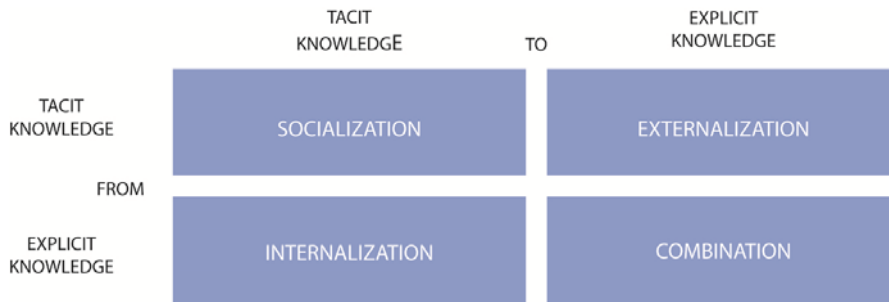 TACIT
KNOWLEDGE
TO
EXPLICIT
KNOWLEDGE
TACIT
KNOWLEDGE
SOCIALIZATION
EXTERNALIZATION
FROM
EXPLICIT
KNOWLEDGE
INTERNALIZATION
COMBINATION